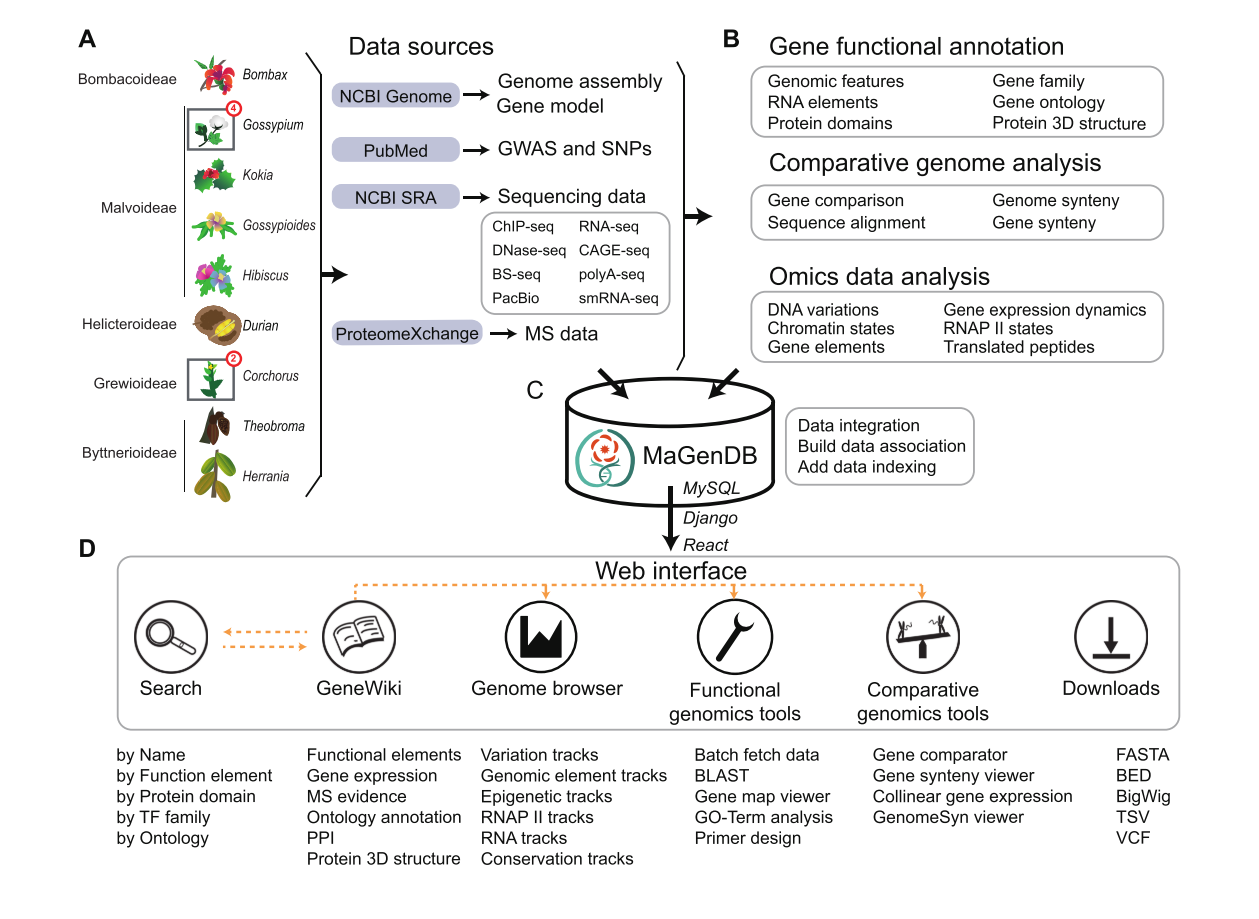 A
Bombacoideae
Malvoideae
Helicteroideae
Grewioideae
Byttnerioideae
Bombax
4
Gossypium
Kokia
Gossypioides
Hibiscus
Durian
2
Corchorus
Theobroma
Herrania
Data sources
NCBI Genome
Genome assembly
Gene model
PubMed
GWAS and SNPs
NCBI SRA
Sequencing data
ChIP-seq RNA-seq
DNase-seq CAGE-seq
BS-seq polyA-seq
PacBio smRNA-seq
ProteomeXchange
MS data
B
Gene functional annotation
Genomic features Gene family
RNA elements Gene ontology
Protein domains Protein 3D structure
Comparative genome analysis
Gene comparison Genome synteny
Sequence alignment Gene synteny
Omics data analysis
DNA variations Gene expression dynamics
Chromatin states RNAP II states
Gene elements Translated peptides
C
MaGenDB
Data integration
Build data association
Add data indexing
MySQL
Django
React
D
Web interface
Search
GeneWiki
Genome browser
Functional
genomics tools
Comparative
genomics tools
Downloads
by Name
by Function element
by Protein domain
by TF family
by Ontology
Functional elements
Gene expression
MS evidence
Ontology annotation
PPI
Protein 3D structure
Variation tracks
Genomic element tracks
Epigenetic tracks
RNAP II tracks
RNA tracks
Conservation tracks
Batch fetch data
BLAST
Gene map viewer
GO-Term analysis
Primer design
Gene comparator
Gene synteny viewer
Collinear gene expression
GenomeSyn viewer
FASTA
BED
BigWig
TSV
VCF